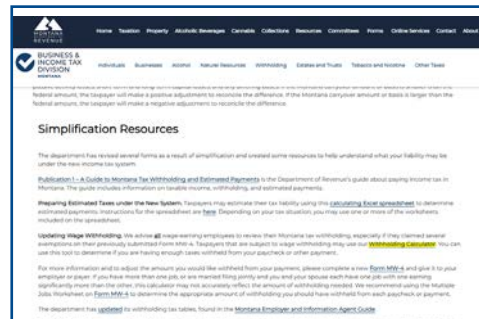 MONTANA
REVENUE
Home Taxation Property Alcoholic Beverages Cannabis Collections Resources Committees Forms Online Services Contact About
BUSINESS &
INCOME TAX
DIVISION
MONTANA
Individuals Businesses Alcohol Natural Resources Withholding Estates and Trusts Tobacco and Nicotine Other Taxes
federal amount, the taxpayer will make a positive adjustment to reconcile the difference. If the Montana carryover amount or basis is larger than the
federal amount, the taxpayer will make a negative adjustment to reconcile the difference.
Simplification Resources
The department has revised several forms as a result of simplification and created some resources to help understand what your liability may be
under the new income tax system.
Publication 1 – A Guide to Montana Tax Withholding and Estimated Payments is the Department of Revenue's guide about paying income tax in
Montana. The guide includes information on taxable income, withholding, and estimated payments.
Preparing Estimated Taxes under the New System. Taxpayers may estimate their tax liability using this calculating Excel spreadsheet to determine
estimated payments. Instructions for the spreadsheet are here. Depending on your tax situation, you may use one or more of the worksheets
included on the spreadsheet.
Updating Wage Withholding. We advise all wage-earning employees to review their Montana tax withholding, especially if they claimed several
exemptions on their previously submitted Form MW-4. Taxpayers that are subject to wage withholding may use our Withholding Calculator. You can
use this tool to determine if you are having enough taxes withheld from your paycheck or other payment.
For more information and to adjust the amount you would like withheld from your payment, please complete a new Form MW-4 and give it to your
employer or payer. If you have more than one job, or are married filing jointly and you and your spouse each have one job with one earning
significantly more than the other, this calculator may not accurately reflect the amount of withholding needed. We recommend using the Multiple
Jobs Worksheet on Form MW-4 to determine the appropriate amount of withholding you should have withheld from each paycheck or payment.
The department has updated its withholding tax tables, found in the Montana Employer and Information Agent Guide